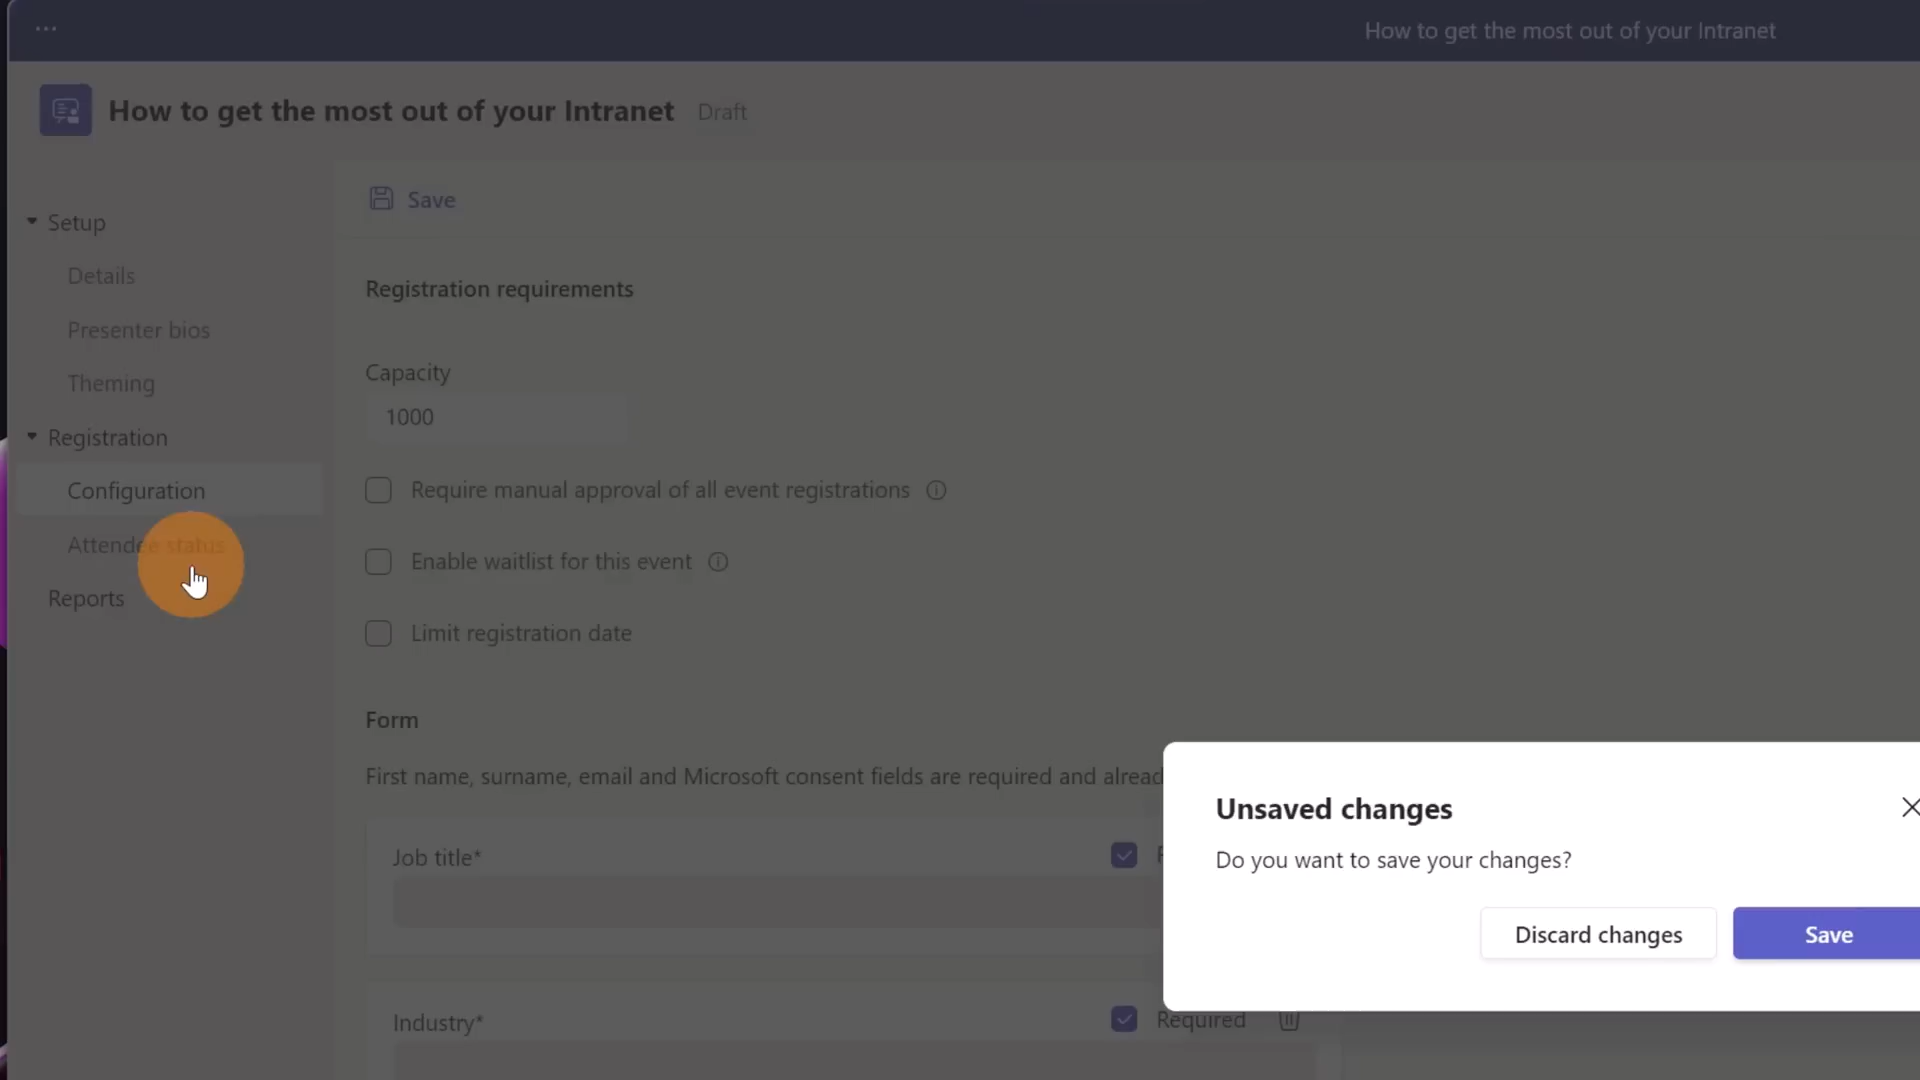 How to get the most out of your Intranet
How to get the most out of your Intranet Draft
Save
Setup
Details
Presenter bios
Theming
Registration
Configuration
Attendee status
Reports
Registration requirements
Capacity
1000
Require manual approval of all event registrations
Enable waitlist for this event
Limit registration date
Form
First name, surname, email and Microsoft consent fields are required and
Job title*
Industry*
Required
Unsaved changes
Do you want to save your changes?
Discard changes
Save